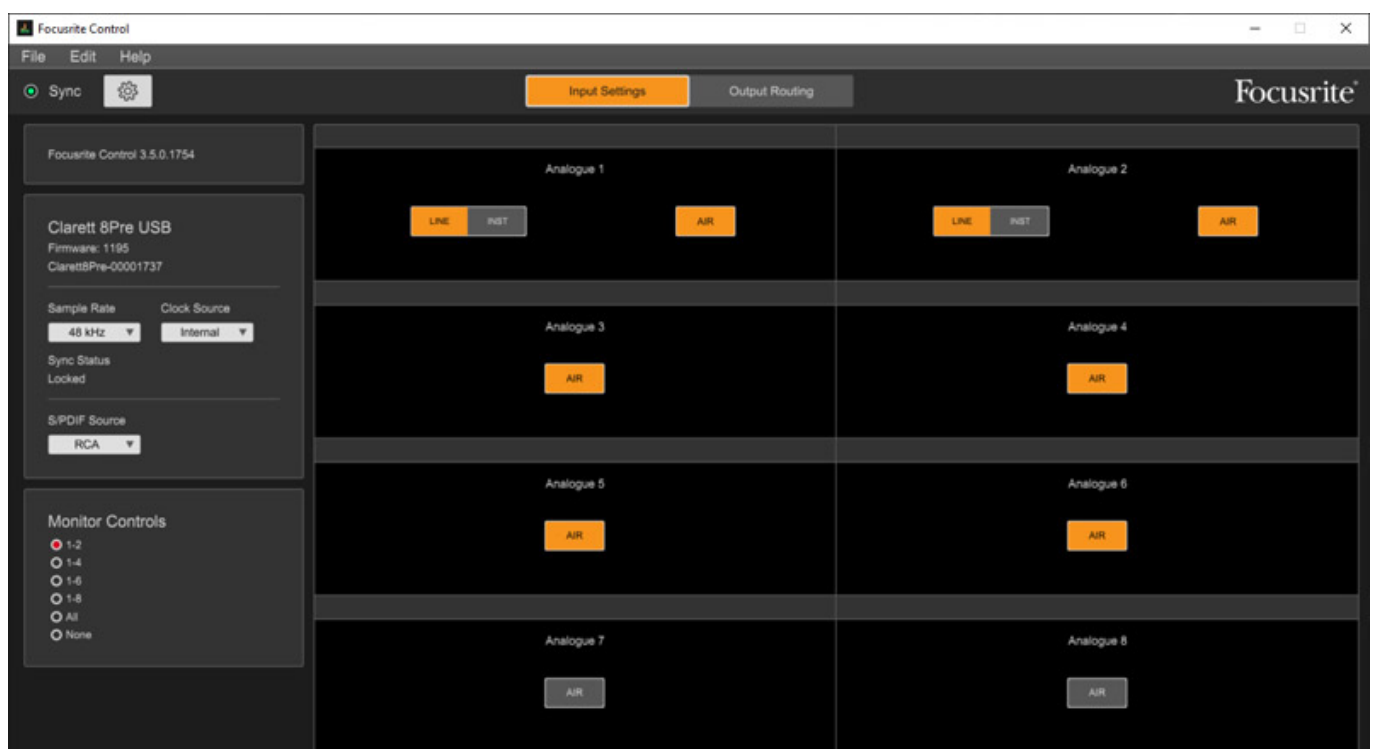 Focusrite Control
File Edit Help
Sync
Input Settings Output Routing
Focusrite
Focusrite Control 3.5.0.1754
Clarett 8Pre USB
Firmware: 1195
Clarett8Pre-00001737
Sample Rate Clock Source
48 kHz Internal
Sync Status
Locked
S/PDIF Source
RCA
Monitor Controls
1-2
1-4
1-6
1-8
All
None
Analogue 1 Analogue 2
LINE INST AIR LINE INST AIR
Analogue 3 Analogue 4
AIR AIR
Analogue 5 Analogue 6
AIR AIR
Analogue 7 Analogue 8
AIR AIR